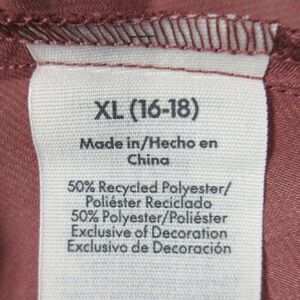 XL (16-18)
Made in/Hecho en
China
50% Recycled Polyester/
Poliéster Reciclado
50% Polyester/Poliéster
Exclusive of Decoration
Exclusivo de Decoración